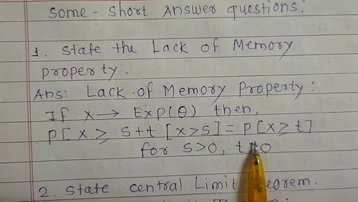 Some - Short Answer questions:
1. State the Lack of Memory
property.
Ans: Lack of Memory Property:
If X → Exp(θ) then,
P[X ≥ S+t [X>S] = P[X ≥ t]
for S>0, t>0
2. State central Limit Theorem.